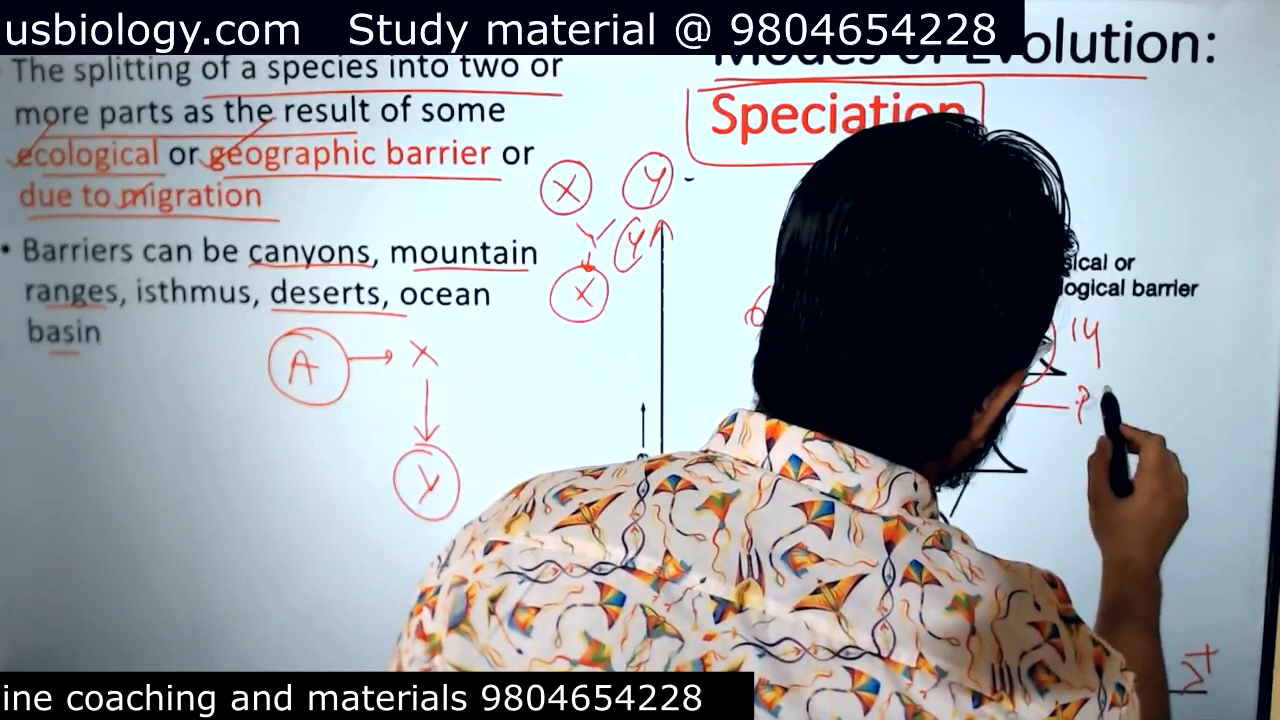 usbiology.com Study material @ 9804654228
Modes of Evolution:
The splitting of a species into two or
more parts as the result of some
ecological or geographic barrier or
due to migration
• Barriers can be canyons, mountain
ranges, isthmus, deserts, ocean
basin
Speciation
X Y
Y
X
A X
Y
sical or
logical barrier
14
ine coaching and materials 9804654228